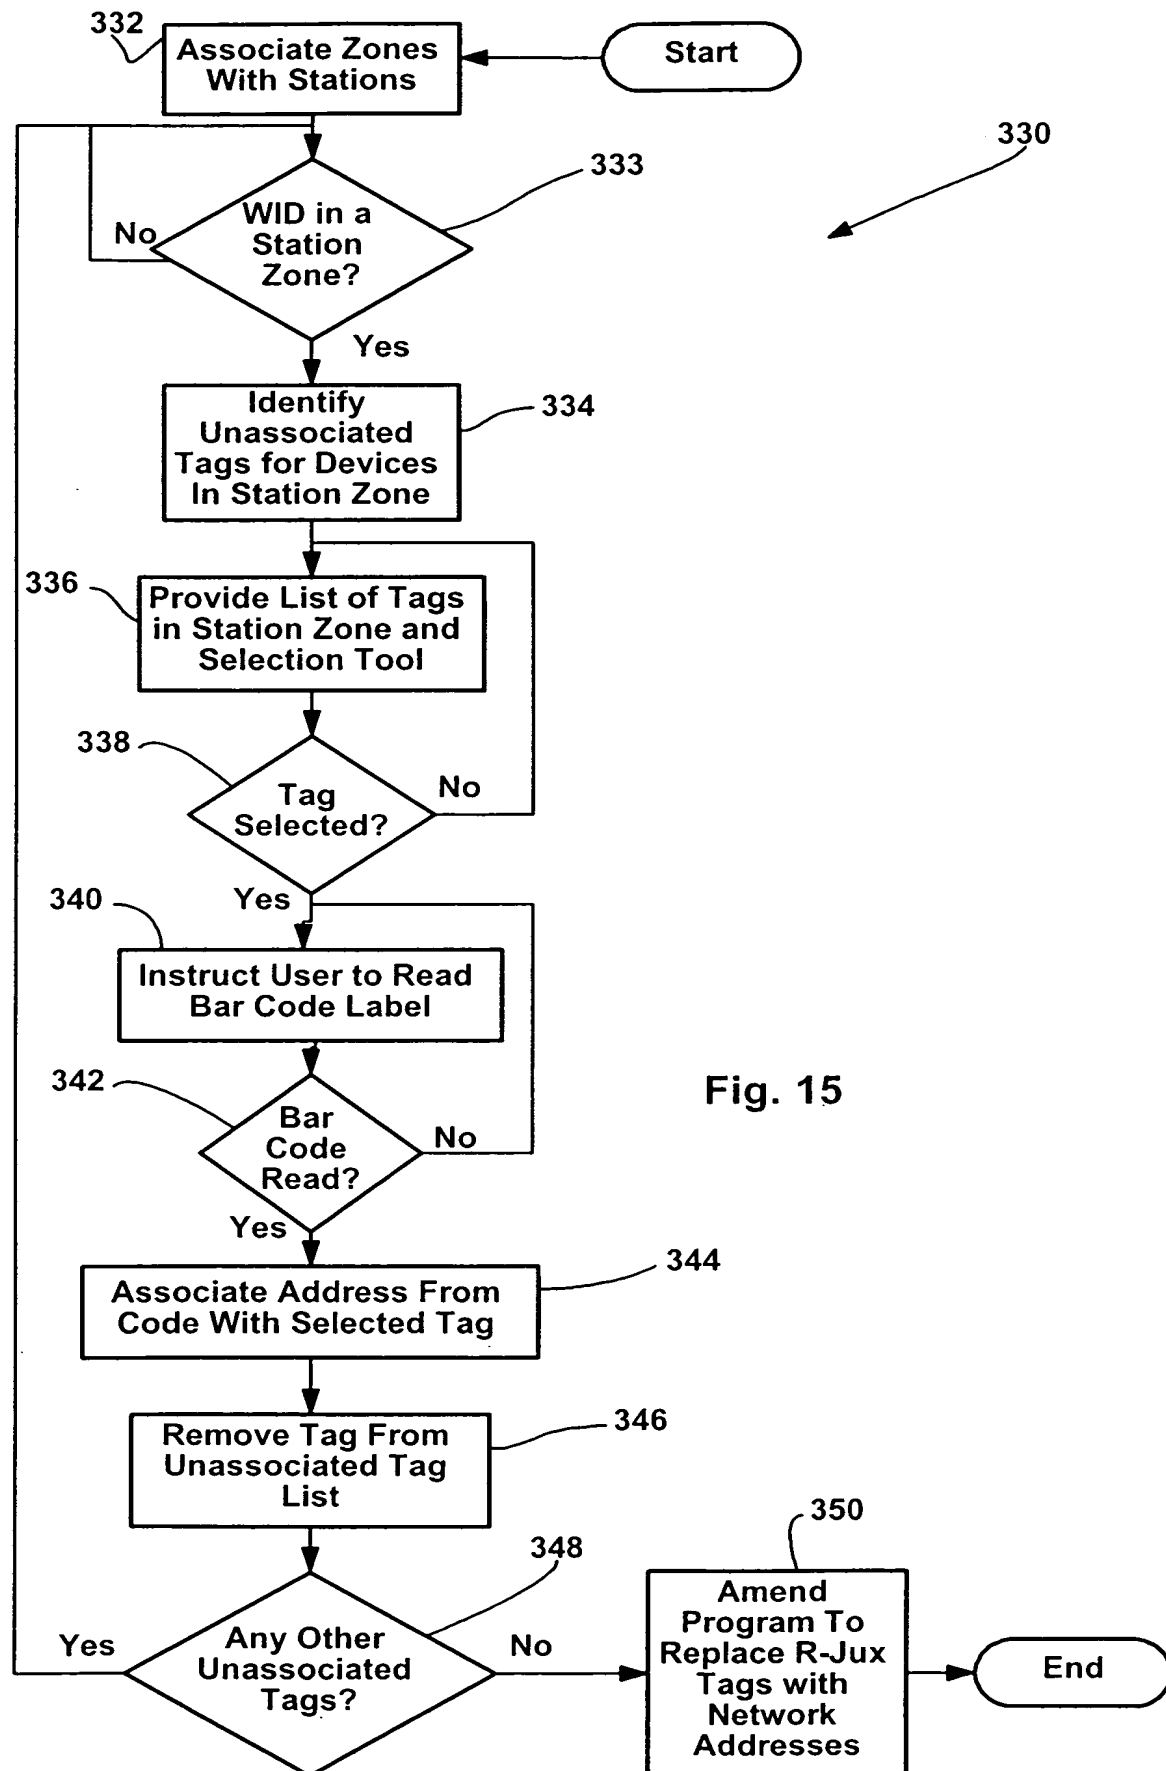 332
Associate Zones
With Stations
Start
330
333
WID in a
Station
Zone?
No
Yes
Identify
Unassociated
Tags for Devices
In Station Zone
334
336
Provide List of Tags
in Station Zone and
Selection Tool
338
Tag
Selected?
No
Yes
340
Instruct User to Read
Bar Code Label
Fig. 15
342
Bar
Code
Read?
No
Yes
344
Associate Address From
Code With Selected Tag
346
Remove Tag From
Unassociated Tag
List
348
Any Other
Unassociated
Tags?
Yes
No
350
Amend
Program To
Replace R-Jux
Tags with
Network
Addresses
End